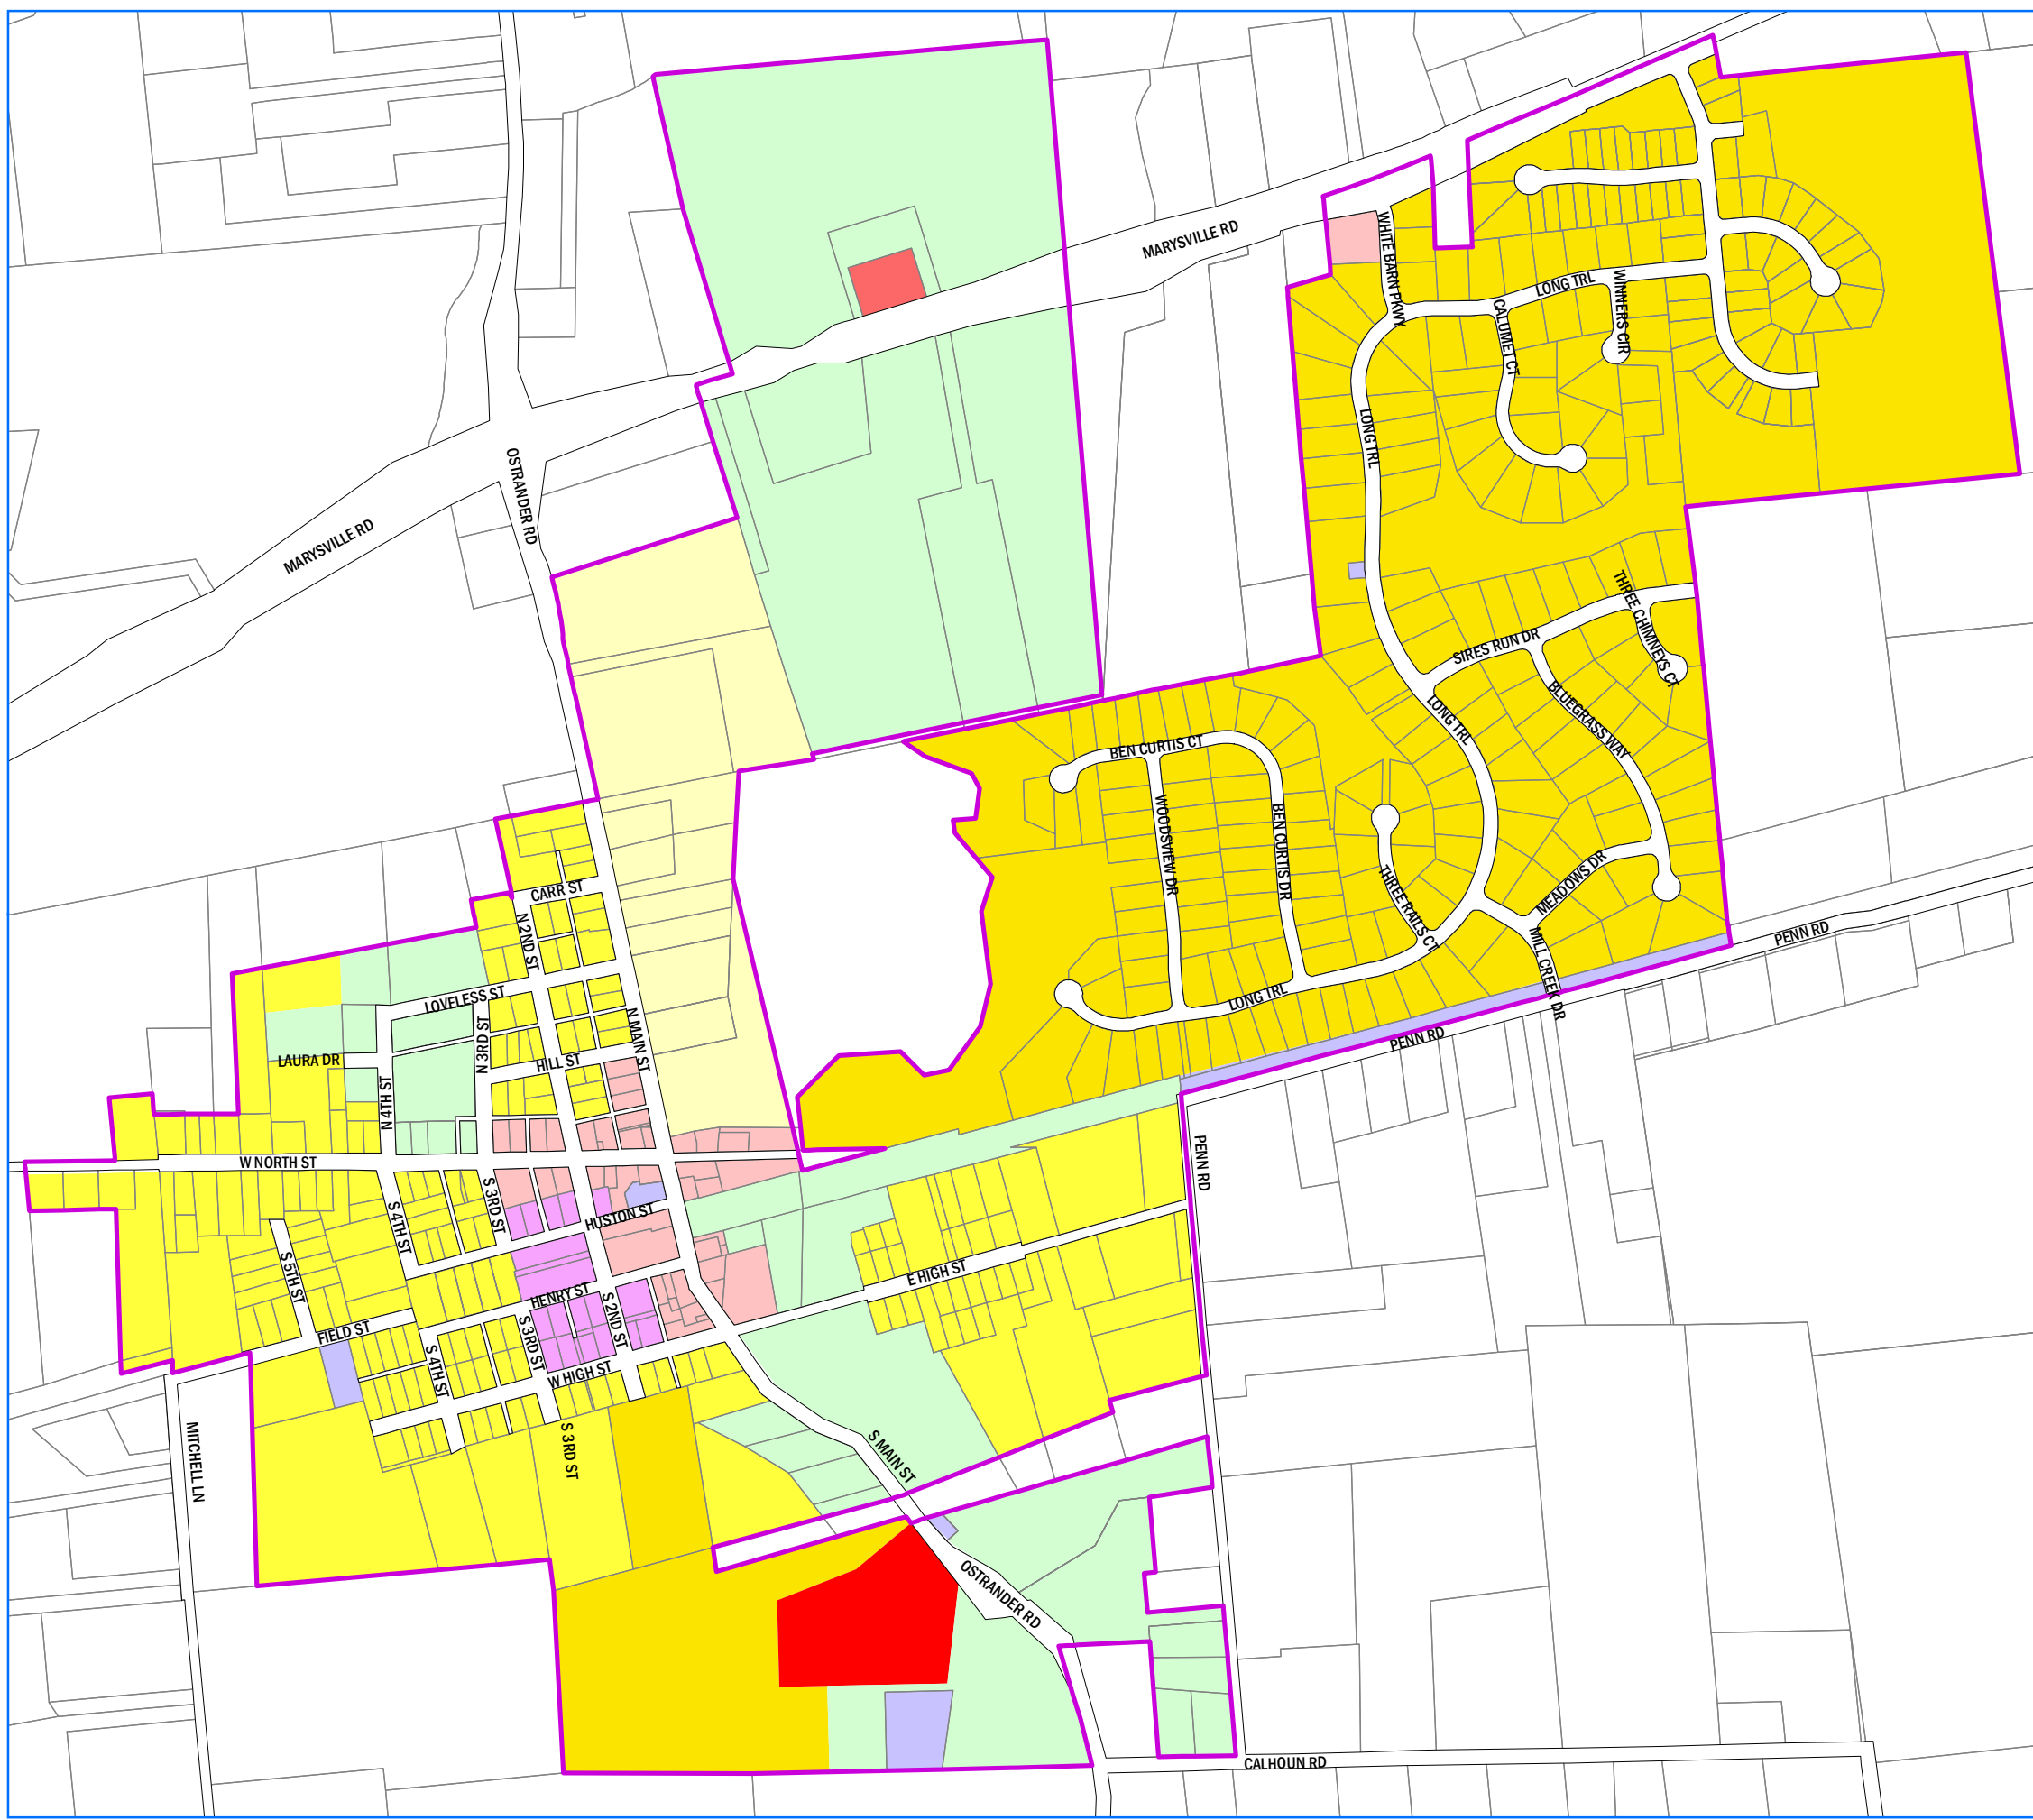 MARYSVILLE RD
WHITE BARN PKWY
LONG TRL
WINNERS CIR
CALUMET CT
LONG TRL
OSTRANDER RD
MARYSVILLE RD
THREE CHIMNEYS CT
SIRES RUN DR
BLUEGRASS WAY
LONG TRL
BEN CURTIS CT
WOODSVIEW DR
BEN CURTIS DR
THREE RAILS CT
MEADOWS DR
MILL CREEK DR
PENN RD
CARR ST
N 2ND ST
LOVELESS ST
LONG TRL
N 3RD ST
N MAIN ST
HILL ST
PENN RD
LAURA DR
N 4TH ST
W NORTH ST
PENN RD
S 3RD ST
S 4TH ST
HUSTON ST
S 5TH ST
E HIGH ST
HENRY ST
FIELD ST
S 2ND ST
S 3RD ST
S 4TH ST
W HIGH ST
MITCHELL LN
S 3RD ST
S MAIN ST
OSTRANDER RD
CALHOUN RD